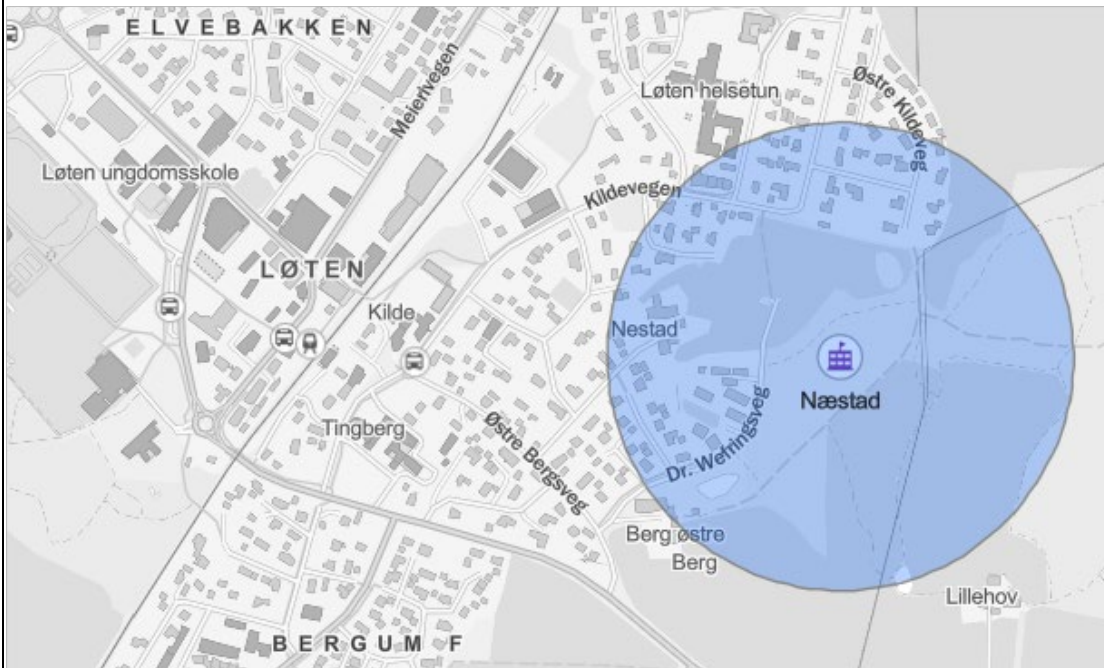 ELVEBAKKEN
Meierivegen
Løten helsetun
Østre Kildeveg
Løten ungdomsskole
Kildevegen
LØTEN
Kilde
Nestad
Næstad
Tingberg
Østre Bergsveg
Dr. Wefringsveg
Berg østre
Berg
Lillehov
BERGUM F